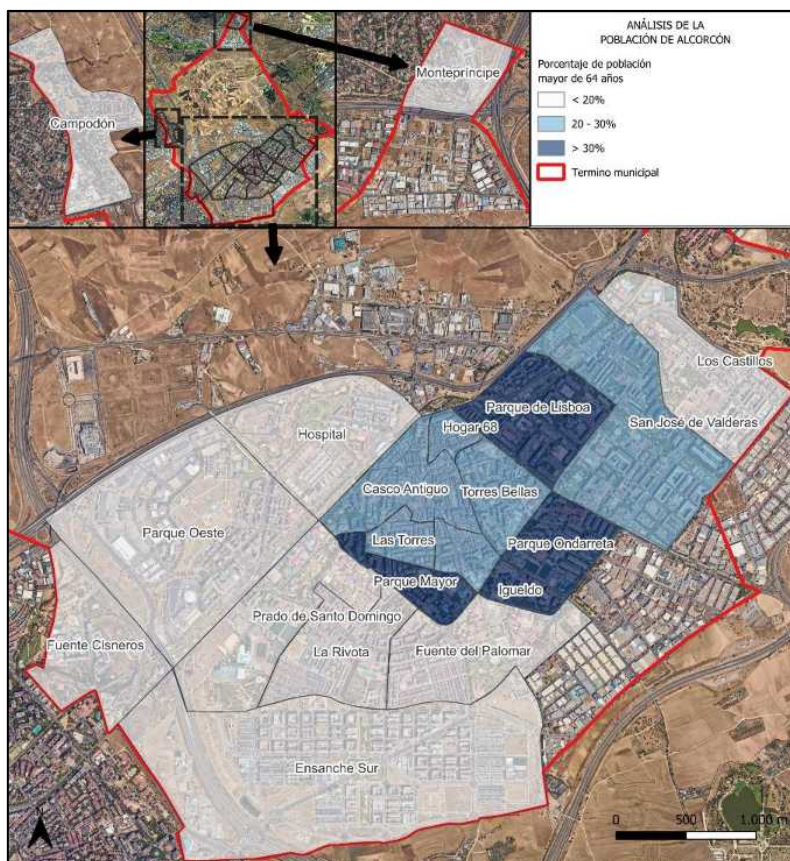 ANÁLISIS DE LA
POBLACIÓN DE ALCORCÓN
Porcentaje de población
mayor de 64 años
< 20%
20 - 30%
> 30%
Termino municipal
Campodón
Montepríncipe
Los Castillos
Parque de Lisboa
San José de Valderas
Hogar 68
Hospital
Casco Antiguo
Torres Bellas
Parque Oeste
Las Torres
Parque Ondarreta
Parque Mayor
Igueldo
Prado de Santo Domingo
Fuente Cisneros
La Rivota
Fuente del Palomar
Ensanche Sur
0 500 1.000 m